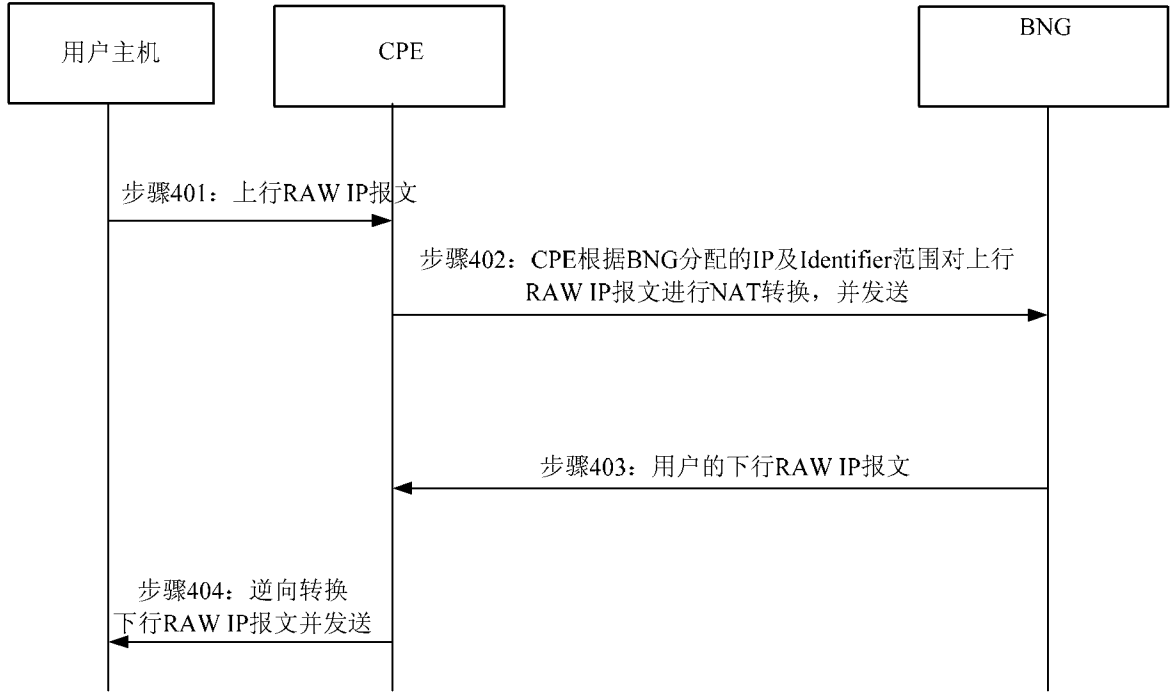 用户主机
CPE
BNG
步骤401：上行RAW IP报文
步骤402：CPE根据BNG分配的IP及Identifier范围对上行
RAW IP报文进行NAT转换，并发送
步骤403：用户的下行RAW IP报文
步骤404：逆向转换
下行RAW IP报文并发送